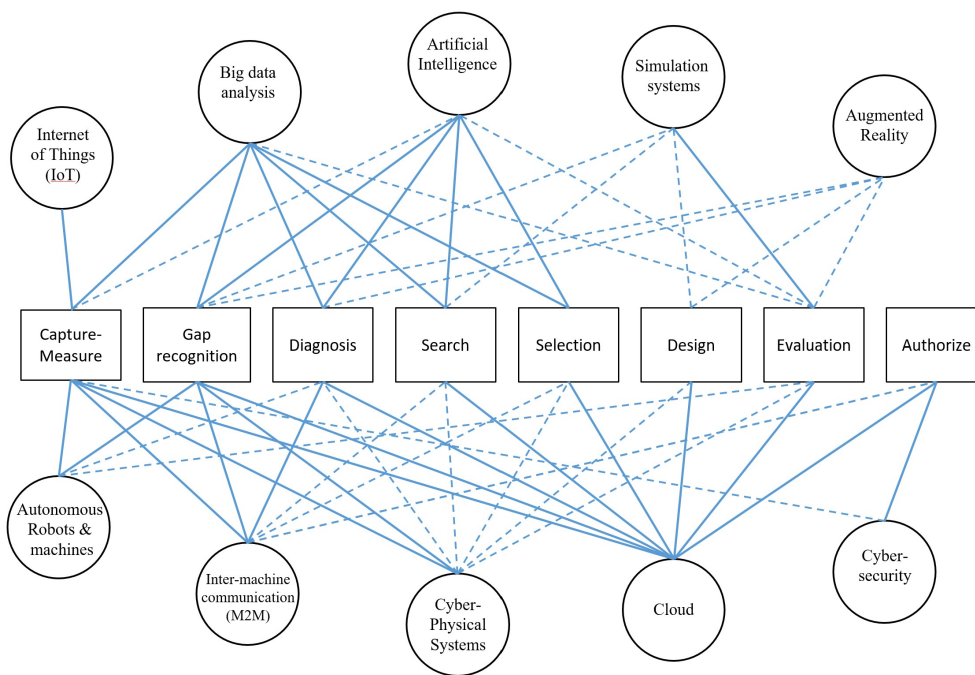 Internet
of Things
(IoT)
Big data
analysis
Artificial
Intelligence
Simulation
systems
Augmented
Reality
Capture-
Measure
Gap
recognition
Diagnosis
Search
Selection
Design
Evaluation
Authorize
Autonomous
Robots &
machines
Inter-machine
communication
(M2M)
Cyber-
Physical
Systems
Cloud
Cyber-
security